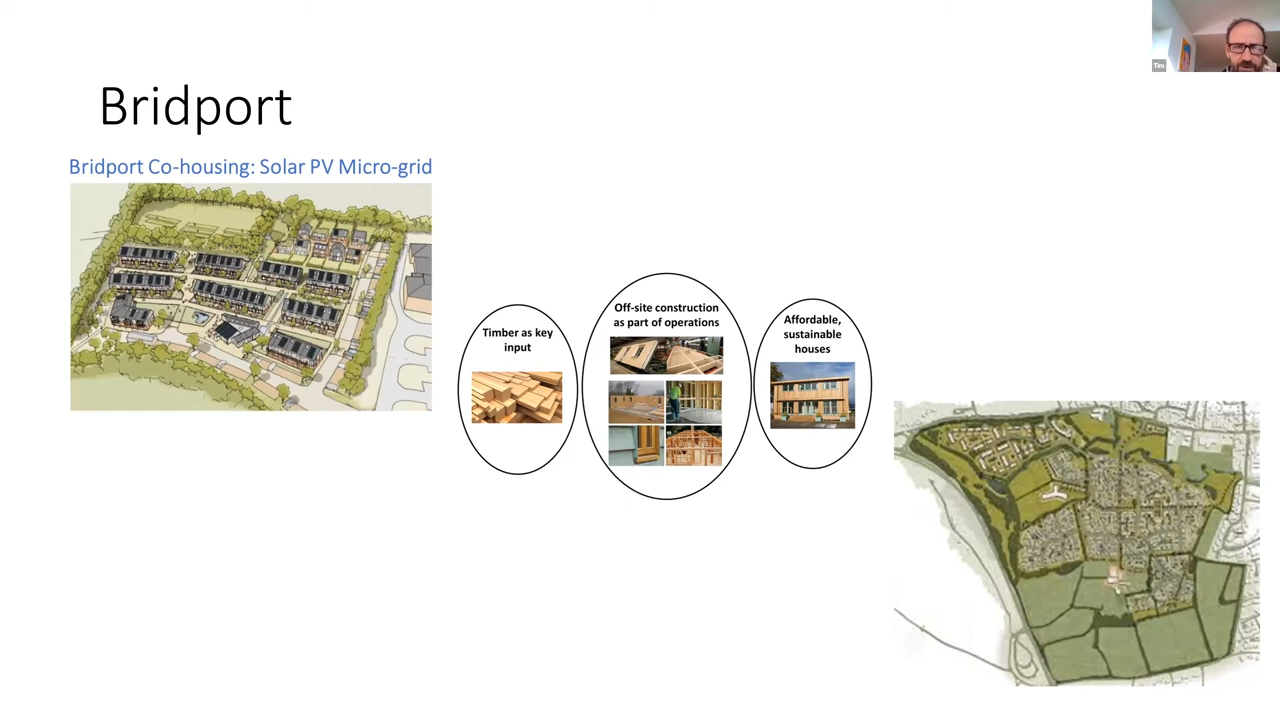 Tim
Bridport
Bridport Co-housing: Solar PV Micro-grid
Timber as key
input
Off-site construction
as part of operations
Affordable,
sustainable
houses